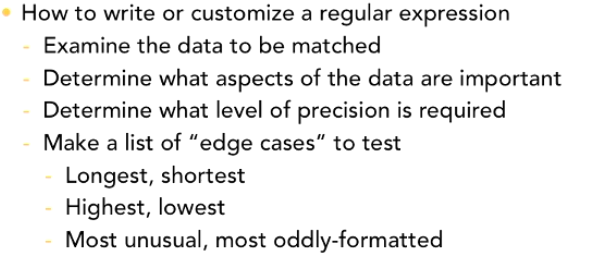 • How to write or customize a regular expression
- Examine the data to be matched
- Determine what aspects of the data are important
- Determine what level of precision is required
- Make a list of “edge cases” to test
- Longest, shortest
- Highest, lowest
- Most unusual, most oddly-formatted